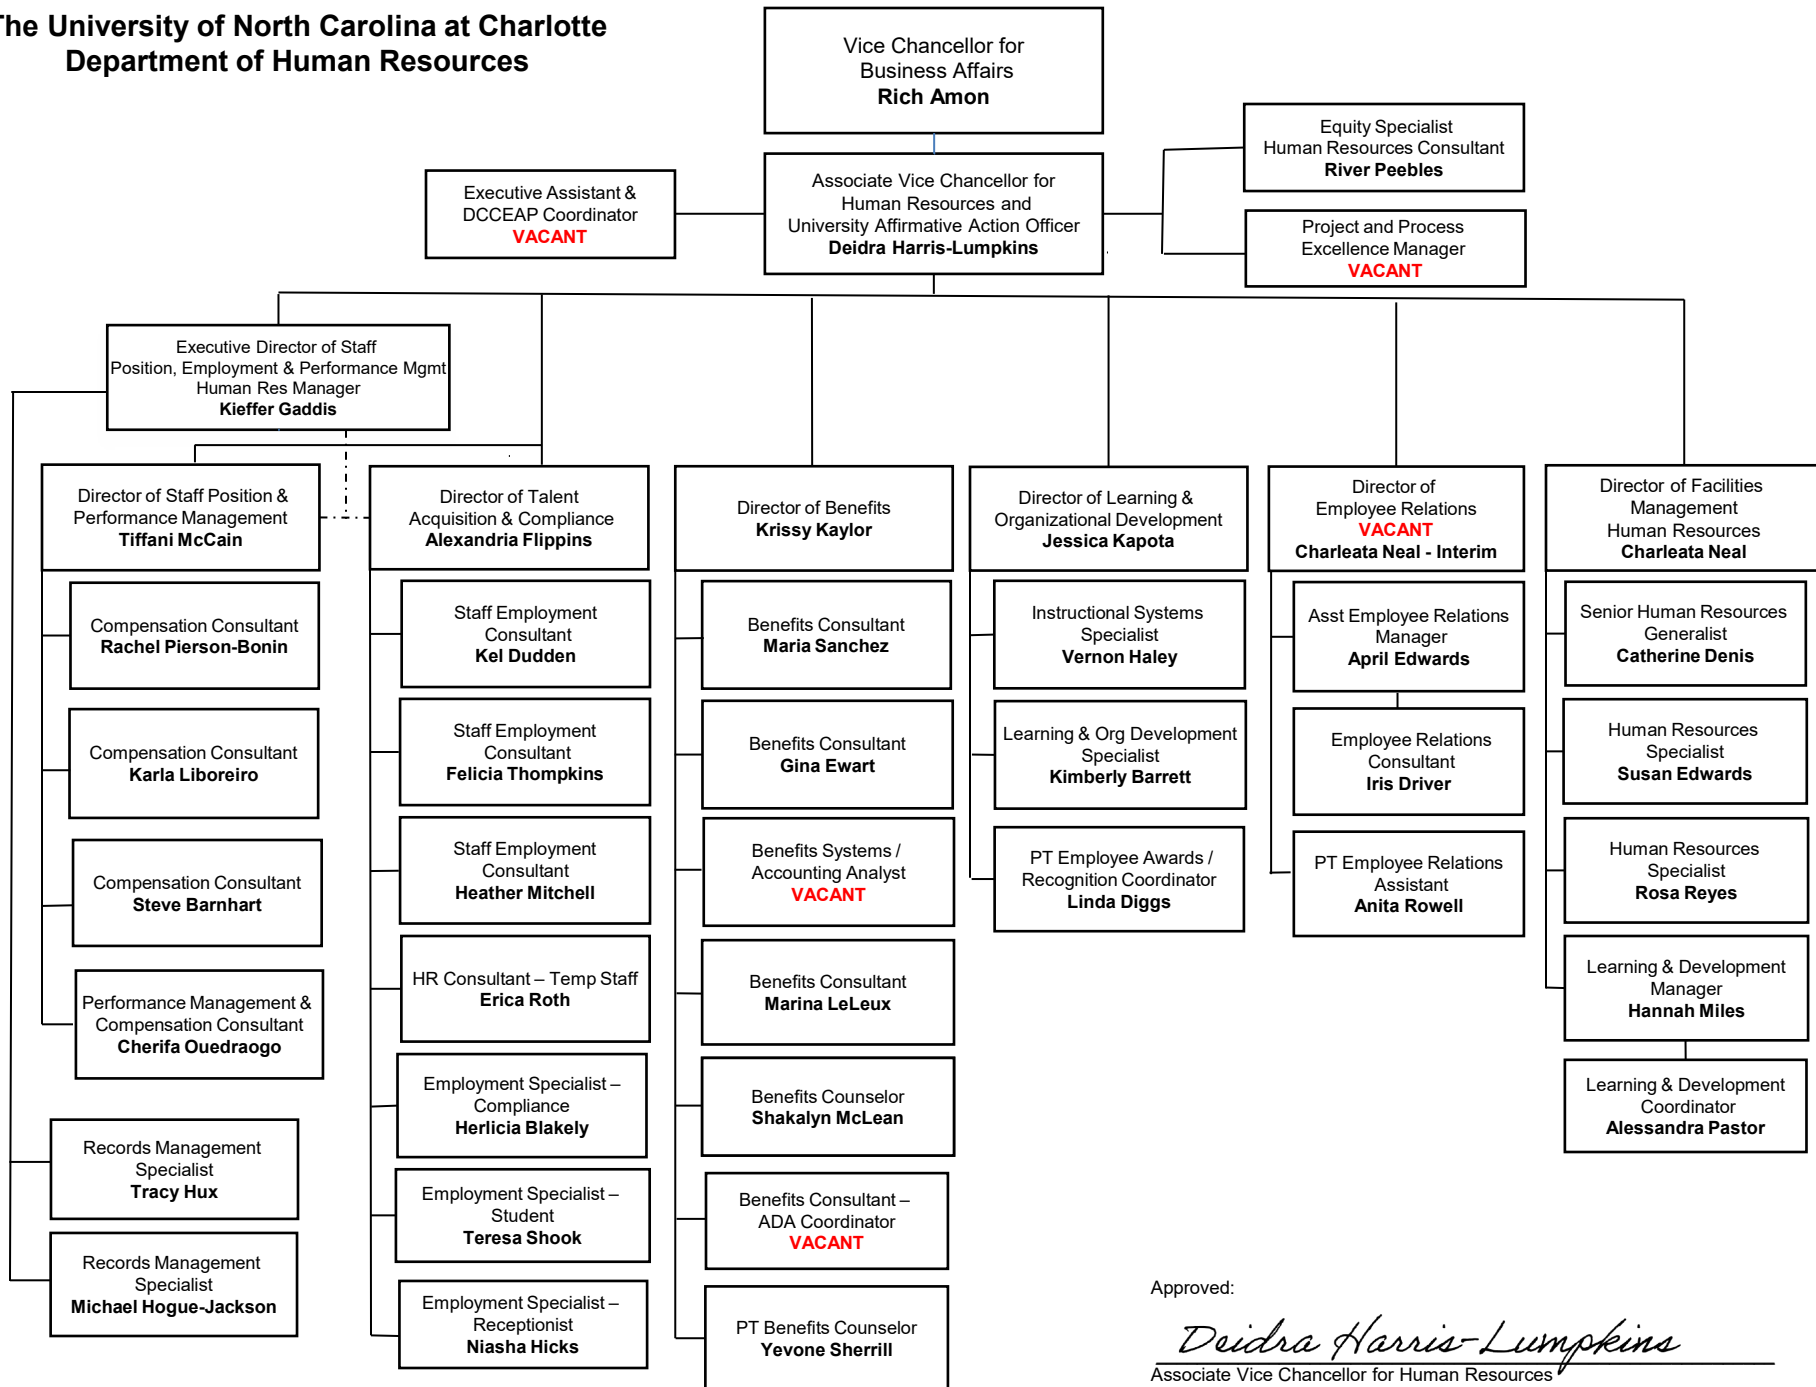 The University of North Carolina at Charlotte
Department of Human Resources
Vice Chancellor for
Business Affairs
Rich Amon
Equity Specialist
Human Resources Consultant
River Peebles
Executive Assistant &
DCCEAP Coordinator
VACANT
Associate Vice Chancellor for
Human Resources and
University Affirmative Action Officer
Deidra Harris-Lumpkins
Project and Process
Excellence Manager
VACANT
Executive Director of Staff
Position, Employment & Performance Mgmt
Human Res Manager
Kieffer Gaddis
Director of Staff Position &
Performance Management
Tiffani McCain
Director of Talent
Acquisition & Compliance
Alexandria Flippins
Director of Benefits
Krissy Kaylor
Director of Learning &
Organizational Development
Jessica Kapota
Director of
Employee Relations
VACANT
Charleata Neal - Interim
Director of Facilities
Management
Human Resources
Charleata Neal
Compensation Consultant
Rachel Pierson-Bonin
Compensation Consultant
Karla Liboreiro
Compensation Consultant
Steve Barnhart
Performance Management &
Compensation Consultant
Cherifa Ouedraogo
Records Management
Specialist
Tracy Hux
Records Management
Specialist
Michael Hogue-Jackson
Staff Employment
Consultant
Kel Dudden
Staff Employment
Consultant
Felicia Thompkins
Staff Employment
Consultant
Heather Mitchell
HR Consultant – Temp Staff
Erica Roth
Employment Specialist –
Compliance
Herlicia Blakely
Employment Specialist –
Student
Teresa Shook
Employment Specialist –
Receptionist
Niasha Hicks
Benefits Consultant
Maria Sanchez
Benefits Consultant
Gina Ewart
Benefits Systems /
Accounting Analyst
VACANT
Benefits Consultant
Marina LeLeux
Benefits Counselor
Shakalyn McLean
Benefits Consultant –
ADA Coordinator
VACANT
PT Benefits Counselor
Yevone Sherrill
Instructional Systems
Specialist
Vernon Haley
Learning & Org Development
Specialist
Kimberly Barrett
PT Employee Awards /
Recognition Coordinator
Linda Diggs
Asst Employee Relations
Manager
April Edwards
Employee Relations
Consultant
Iris Driver
PT Employee Relations
Assistant
Anita Rowell
Senior Human Resources
Generalist
Catherine Denis
Human Resources
Specialist
Susan Edwards
Human Resources
Specialist
Rosa Reyes
Learning & Development
Manager
Hannah Miles
Learning & Development
Coordinator
Alessandra Pastor
Approved:
Deidra Harris-Lumpkins
Associate Vice Chancellor for Human Resources